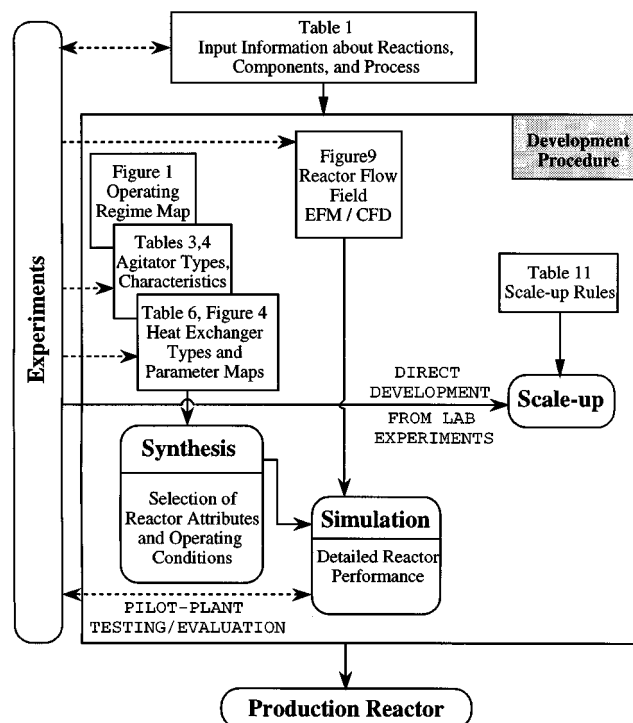 Table 1
Input Information about Reactions,
Components, and Process
Development
Procedure
Experiments
Figure 1
Operating
Regime Map
Tables 3,4
Agitator Types,
Characteristics
Table 6, Figure 4
Heat Exchanger
Types and
Parameter Maps
Figure9
Reactor Flow
Field
EFM / CFD
Table 11
Scale-up Rules
DIRECT
DEVELOPMENT
FROM LAB
EXPERIMENTS
Scale-up
Synthesis
Selection of
Reactor Attributes
and Operating
Conditions
Simulation
Detailed Reactor
Performance
PILOT-PLANT
TESTING/EVALUATION
Production Reactor